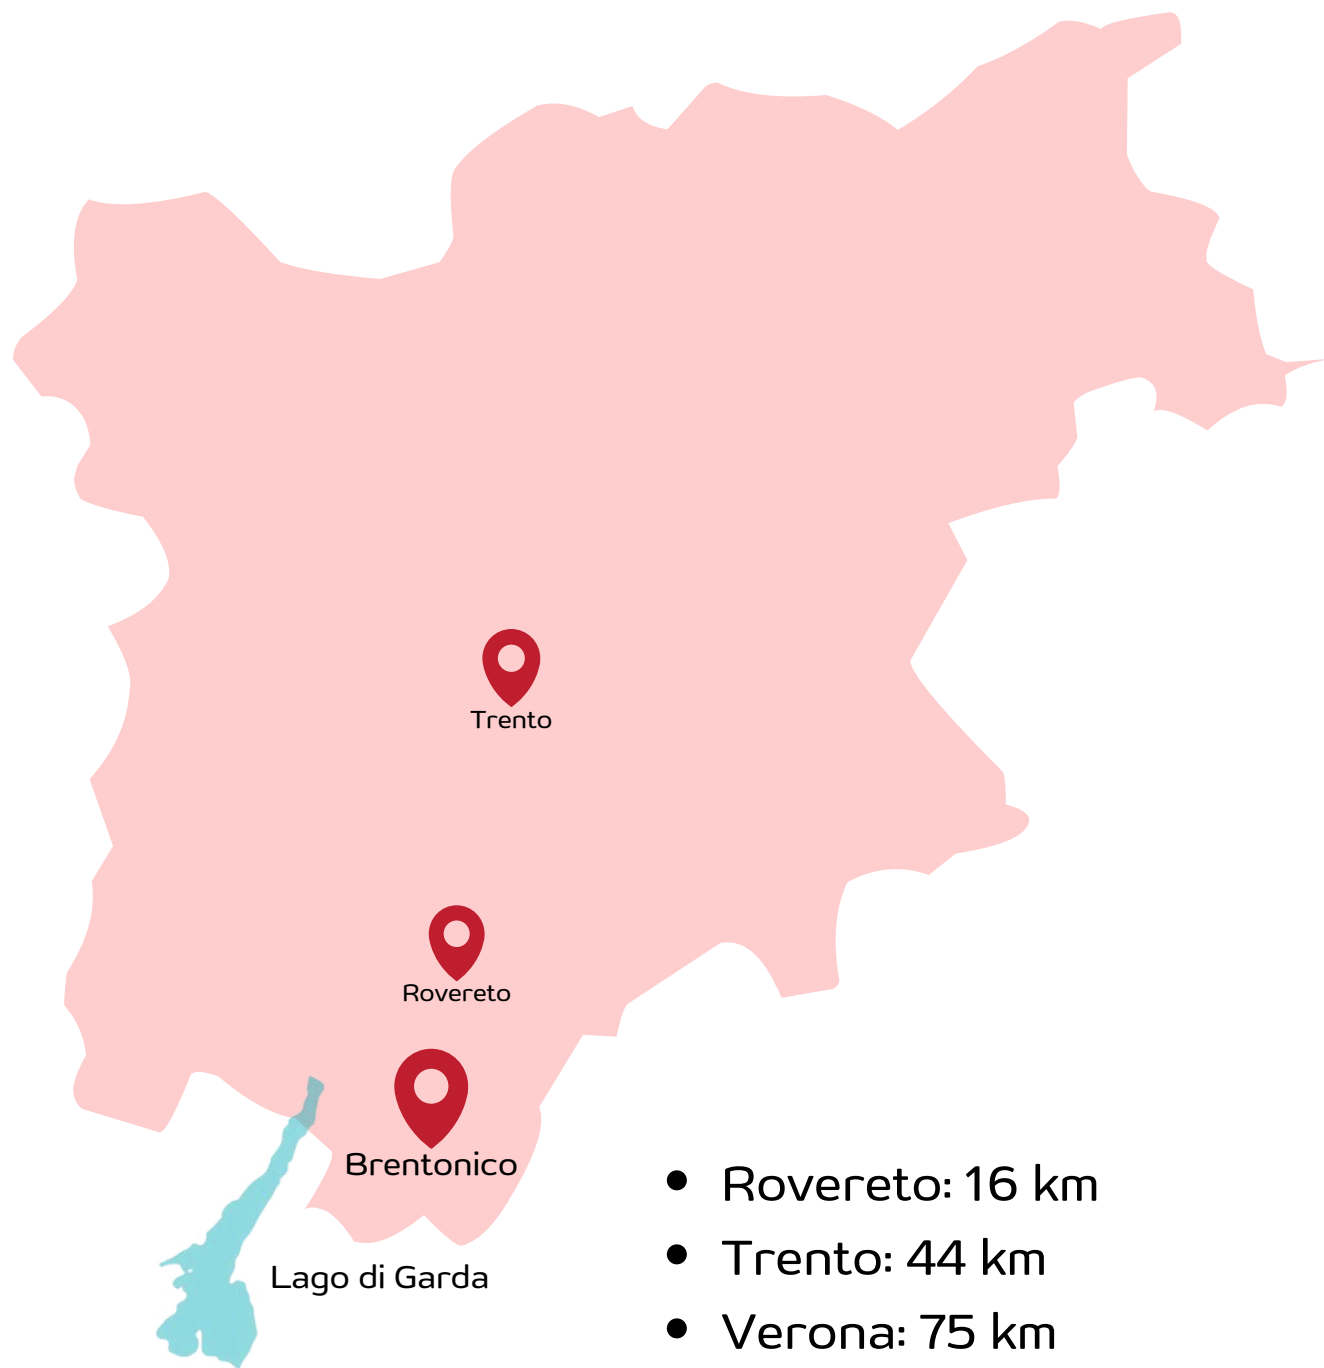 Trento
Rovereto
Brentonico
Lago di Garda
• Rovereto: 16 km
• Trento: 44 km
• Verona: 75 km